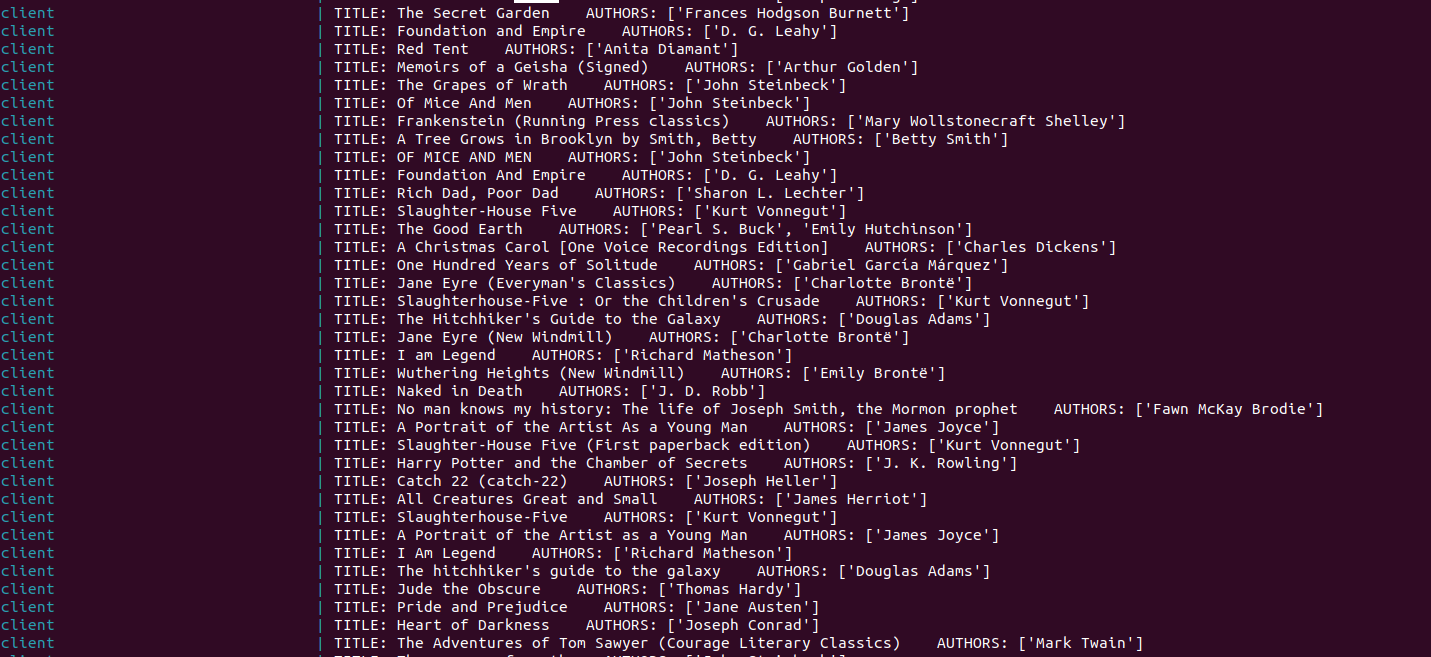 client | TITLE: The Secret Garden    AUTHORS: ['Frances Hodgson Burnett']
client | TITLE: Foundation and Empire    AUTHORS: ['D. G. Leahy']
client | TITLE: Red Tent    AUTHORS: ['Anita Diamant']
client | TITLE: Memoirs of a Geisha (Signed)    AUTHORS: ['Arthur Golden']
client | TITLE: The Grapes of Wrath    AUTHORS: ['John Steinbeck']
client | TITLE: Of Mice And Men    AUTHORS: ['John Steinbeck']
client | TITLE: Frankenstein (Running Press classics)    AUTHORS: ['Mary Wollstonecraft Shelley']
client | TITLE: A Tree Grows in Brooklyn by Smith, Betty    AUTHORS: ['Betty Smith']
client | TITLE: OF MICE AND MEN    AUTHORS: ['John Steinbeck']
client | TITLE: Foundation And Empire    AUTHORS: ['D. G. Leahy']
client | TITLE: Rich Dad, Poor Dad    AUTHORS: ['Sharon L. Lechter']
client | TITLE: Slaughter-House Five    AUTHORS: ['Kurt Vonnegut']
client | TITLE: The Good Earth    AUTHORS: ['Pearl S. Buck', 'Emily Hutchinson']
client | TITLE: A Christmas Carol [One Voice Recordings Edition]    AUTHORS: ['Charles Dickens']
client | TITLE: One Hundred Years of Solitude    AUTHORS: ['Gabriel García Márquez']
client | TITLE: Jane Eyre (Everyman's Classics)    AUTHORS: ['Charlotte Brontë']
client | TITLE: Slaughterhouse-Five : Or the Children's Crusade    AUTHORS: ['Kurt Vonnegut']
client | TITLE: The Hitchhiker's Guide to the Galaxy    AUTHORS: ['Douglas Adams']
client | TITLE: Jane Eyre (New Windmill)    AUTHORS: ['Charlotte Brontë']
client | TITLE: I am Legend    AUTHORS: ['Richard Matheson']
client | TITLE: Wuthering Heights (New Windmill)    AUTHORS: ['Emily Brontë']
client | TITLE: Naked in Death    AUTHORS: ['J. D. Robb']
client | TITLE: No man knows my history: The life of Joseph Smith, the Mormon prophet    AUTHORS: ['Fawn McKay Brodie']
client | TITLE: A Portrait of the Artist As a Young Man    AUTHORS: ['James Joyce']
client | TITLE: Slaughter-House Five (First paperback edition)    AUTHORS: ['Kurt Vonnegut']
client | TITLE: Harry Potter and the Chamber of Secrets    AUTHORS: ['J. K. Rowling']
client | TITLE: Catch 22 (catch-22)    AUTHORS: ['Joseph Heller']
client | TITLE: All Creatures Great and Small    AUTHORS: ['James Herriot']
client | TITLE: Slaughterhouse-Five    AUTHORS: ['Kurt Vonnegut']
client | TITLE: A Portrait of the Artist as a Young Man    AUTHORS: ['James Joyce']
client | TITLE: I Am Legend    AUTHORS: ['Richard Matheson']
client | TITLE: The hitchhiker's guide to the galaxy    AUTHORS: ['Douglas Adams']
client | TITLE: Jude the Obscure    AUTHORS: ['Thomas Hardy']
client | TITLE: Pride and Prejudice    AUTHORS: ['Jane Austen']
client | TITLE: Heart of Darkness    AUTHORS: ['Joseph Conrad']
client | TITLE: The Adventures of Tom Sawyer (Courage Literary Classics)    AUTHORS: ['Mark Twain']